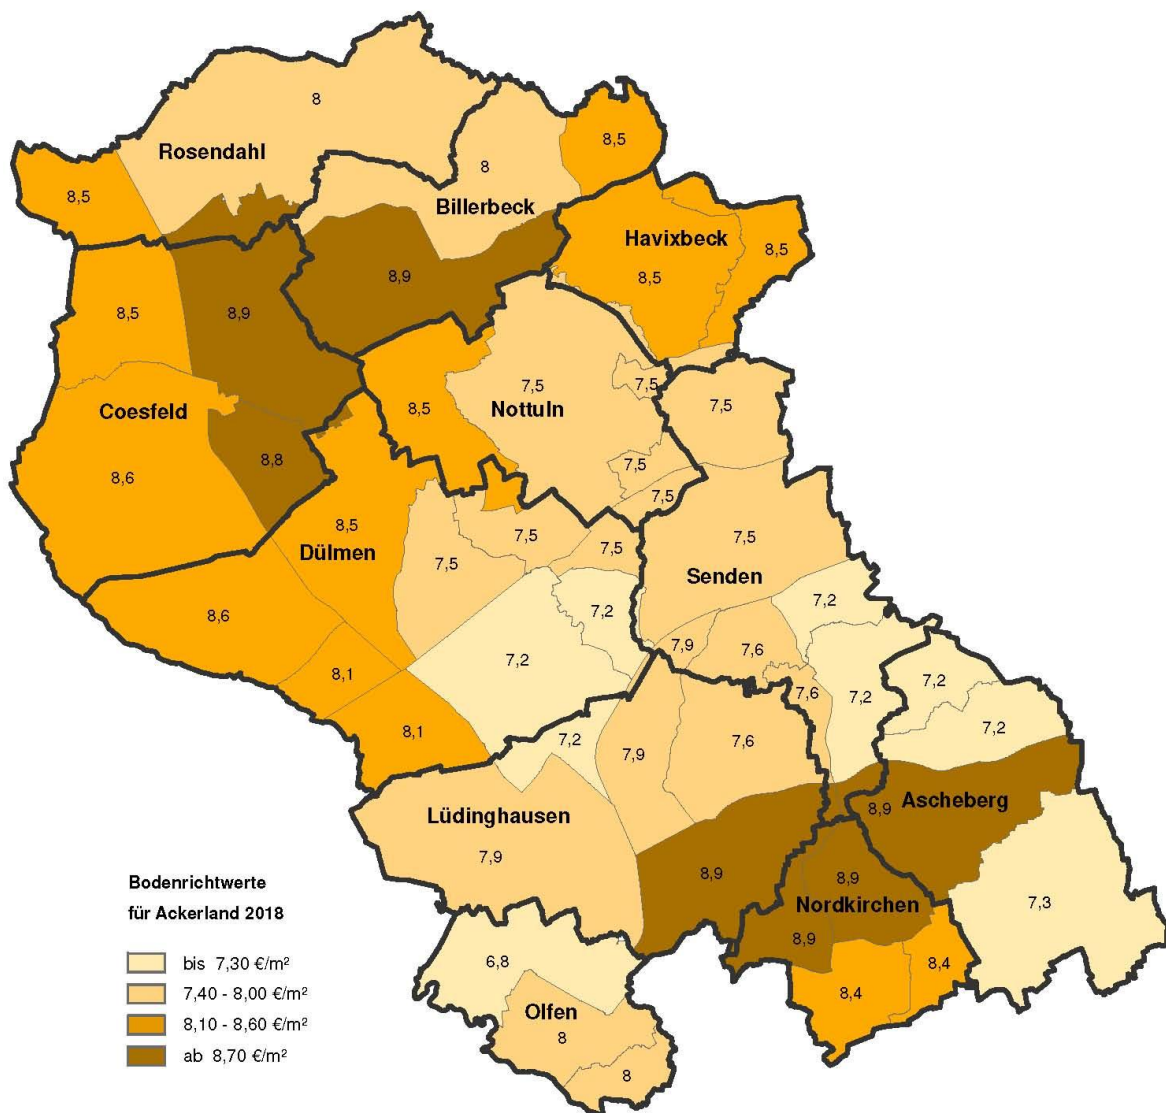 8
Rosendahl
8,5
8
Billerbeck
8,5
8,9
Havixbeck
8,5
8,5
8,5
8,9
Coesfeld
8,6
8,8
8,5
7,5
Nottuln
7,5
7,5
7,5
7,5
8,5
Dülmen
7,5
7,5
7,5
7,5
Senden
8,6
7,2
7,2
8,1
8,1
7,9
7,6
7,2
7,6
7,2
7,2
7,2
7,2
7,9
7,6
Lüdinghausen
7,9
8,9
8,9
Ascheberg
8,9
Nordkirchen
8,9
7,3
8,4
8,4
6,8
Olfen
8
8
Bodenrichtwerte
für Ackerland 2018
bis 7,30 €/m²
7,40 - 8,00 €/m²
8,10 - 8,60 €/m²
ab 8,70 €/m²